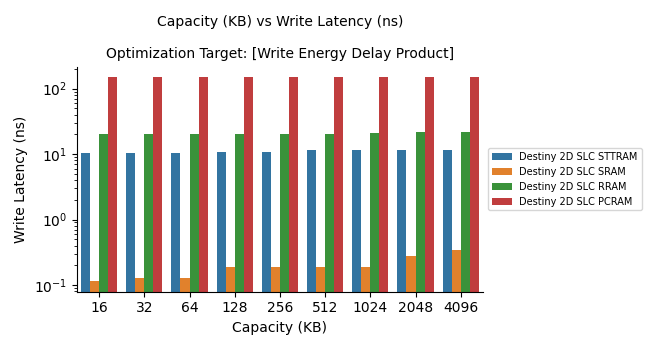 Capacity (KB) vs Write Latency (ns)
Optimization Target: [Write Energy Delay Product]
Write Latency (ns)
10²
10¹
10⁰
10⁻¹
16 32 64 128 256 512 1024 2048 4096
Capacity (KB)
Destiny 2D SLC STTRAM
Destiny 2D SLC SRAM
Destiny 2D SLC RRAM
Destiny 2D SLC PCRAM